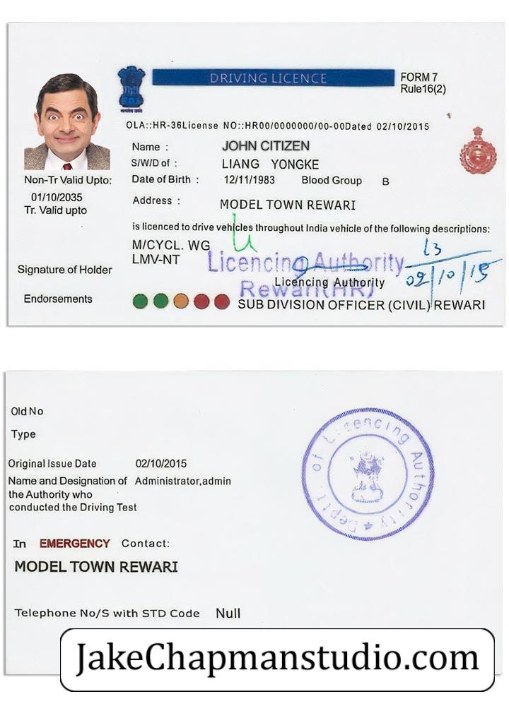 DRIVING LICENCE
FORM 7
Rule16(2)
OLA::HR-36License NO::HR00/0000000/00-00Dated 02/10/2015
Name : JOHN CITIZEN
S/W/D of : LIANG YONGKE
Non-Tr Valid Upto: Date of Birth : 12/11/1983 Blood Group B
01/10/2035
Tr. Valid upto
Address : MODEL TOWN REWARI
is licenced to drive vehicles throughout India vehicle of the following descriptions:
M/CYCL. WG
LMV-NT
Licencing Authority
Rewari(HR)
13
02/10/15
Signature of Holder
Licencing Authority
Endorsements
SUB DIVISION OFFICER (CIVIL) REWARI
Old No
Type
Original Issue Date 02/10/2015
Name and Designation of Administrator,admin
the Authority who
conducted the Driving Test
Deptt of Licencing Authority
In EMERGENCY Contact:
MODEL TOWN REWARI
Telephone No/S with STD Code Null
JakeChapmanstudio.com